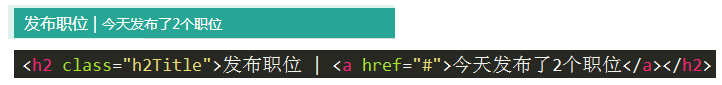 发布职位 | 今天发布了2个职位
<h2 class="h2Title">发布职位 | <a href="#">今天发布了2个职位</a></h2>